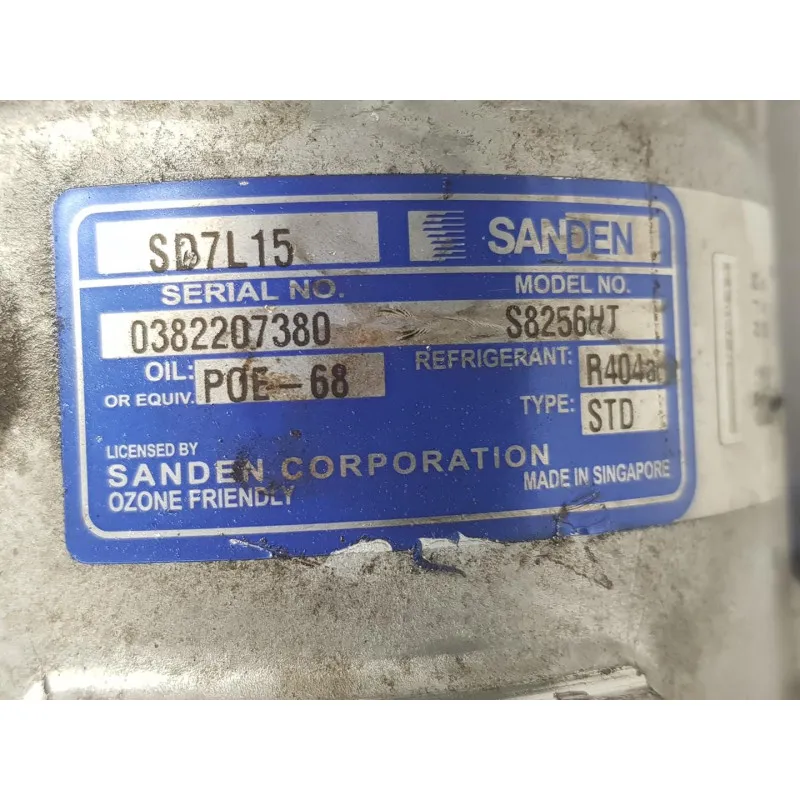 SD7L15 SANDEN
SERIAL NO. MODEL NO.
0382207380 S8256HT
OIL: POE-68 REFRIGERANT: R404a
OR EQUIV. TYPE: STD
LICENSED BY
SANDEN CORPORATION
OZONE FRIENDLY MADE IN SINGAPORE